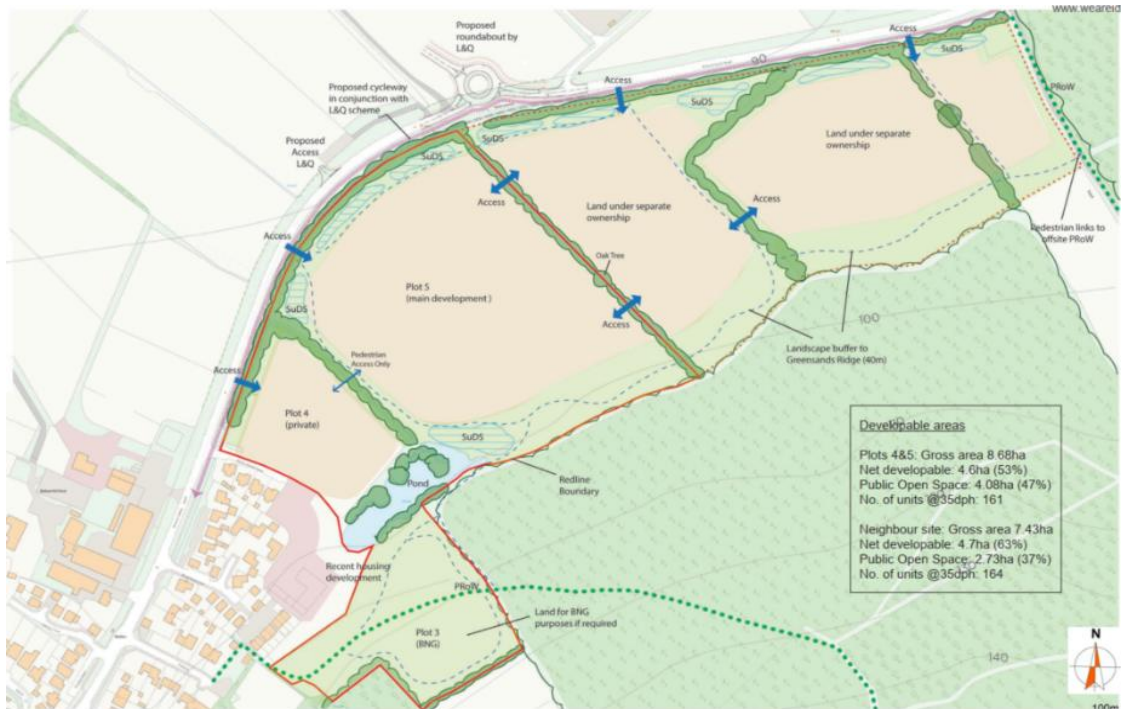 www.weareld
Proposed
roundabout by
L&Q
Access
SuDS
90
Access
Proposed cycleway
in conjunction with
L&Q scheme
PRoW
SuDS
Proposed
Access
L&Q
SuDS
SuDS
Land under separate
ownership
Access
Land under separate
ownership
Access
Pedestrian links to
offsite PRoW
Access
Oak Tree
Plot 5
(main development )
SuDS
Access
100
Landscape buffer to
Greensands Ridge (40m)
Pedestrian
Access Only
Access
Plot 4
(private)
SuDS
Pond
Redline
Boundary
Developable areas
Plots 4&5: Gross area 8.68ha
Net developable: 4.6ha (53%)
Public Open Space: 4.08ha (47%)
No. of units @35dph: 161
Neighbour site: Gross area 7.43ha
Net developable: 4.7ha (63%)
Public Open Space: 2.73ha (37%)
No. of units @35dph: 164
Recent housing
development
PRoW
Land for BNG
purposes if required
Plot 3
(BNG)
N
140
100m